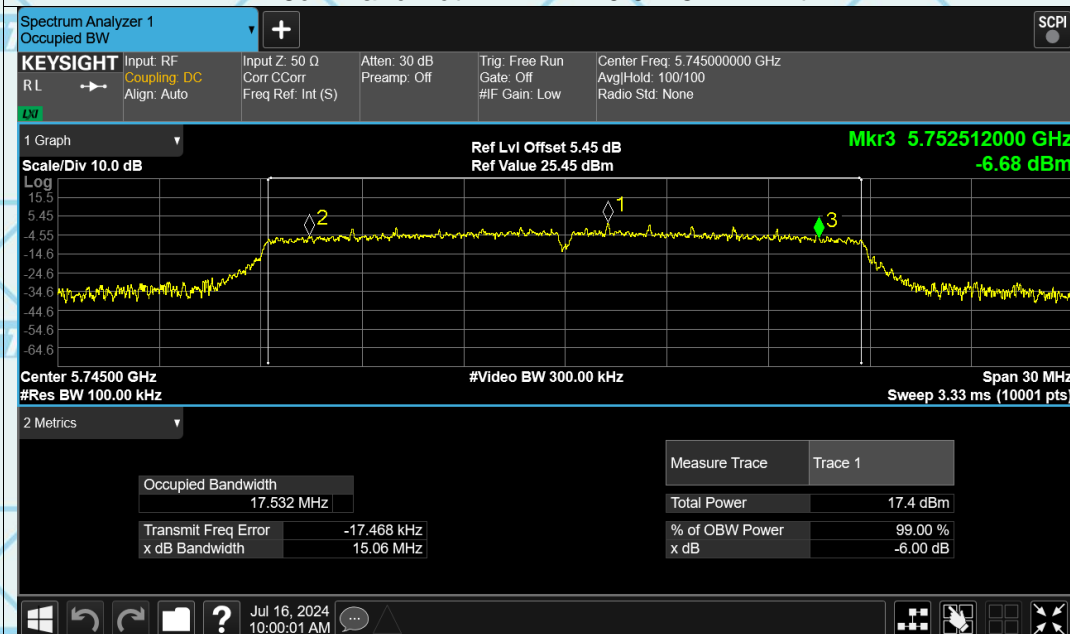 Spectrum Analyzer 1
Occupied BW
+
SCPI
KEYSIGHT
R L
LXI
Input: RF
Coupling: DC
Align: Auto
Input Z: 50 Ω
Corr CCorr
Freq Ref: Int (S)
Atten: 30 dB
Preamp: Off
Trig: Free Run
Gate: Off
#IF Gain: Low
Center Freq: 5.745000000 GHz
Avg|Hold: 100/100
Radio Std: None
1 Graph
Scale/Div 10.0 dB
Ref Lvl Offset 5.45 dB
Ref Value 25.45 dBm
Mkr3 5.752512000 GHz
-6.68 dBm
Log
15.5
5.45
-4.55
-14.6
-24.6
-34.6
-44.6
-54.6
-64.6
2
1
3
Center 5.74500 GHz
#Video BW 300.00 kHz
Span 30 MHz
#Res BW 100.00 kHz
Sweep 3.33 ms (10001 pts)
2 Metrics
Occupied Bandwidth
17.532 MHz
Transmit Freq Error -17.468 kHz
x dB Bandwidth 15.06 MHz
Measure Trace Trace 1
Total Power 17.4 dBm
% of OBW Power 99.00 %
x dB -6.00 dB
?
Jul 16, 2024
10:00:01 AM